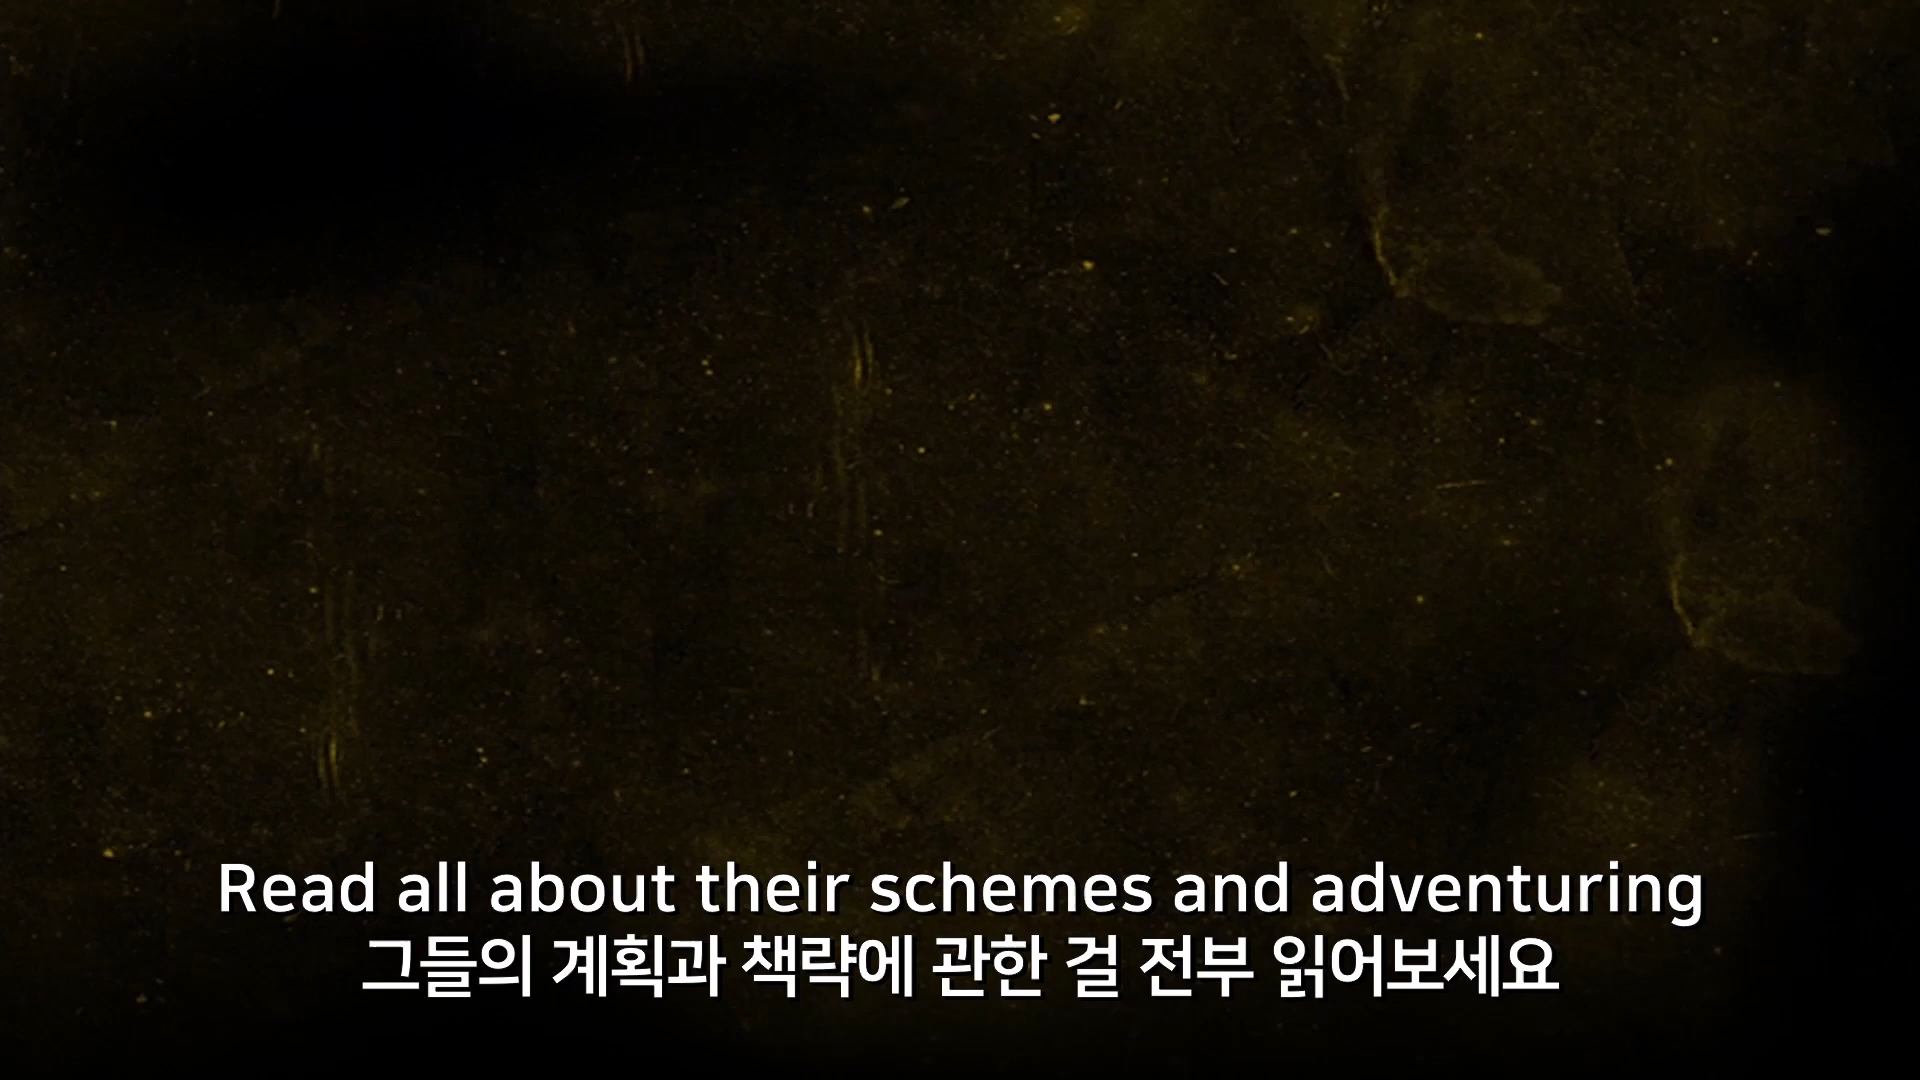 Read all about their schemes and adventuring
그들의 계획과 책략에 관한 걸 전부 읽어보세요